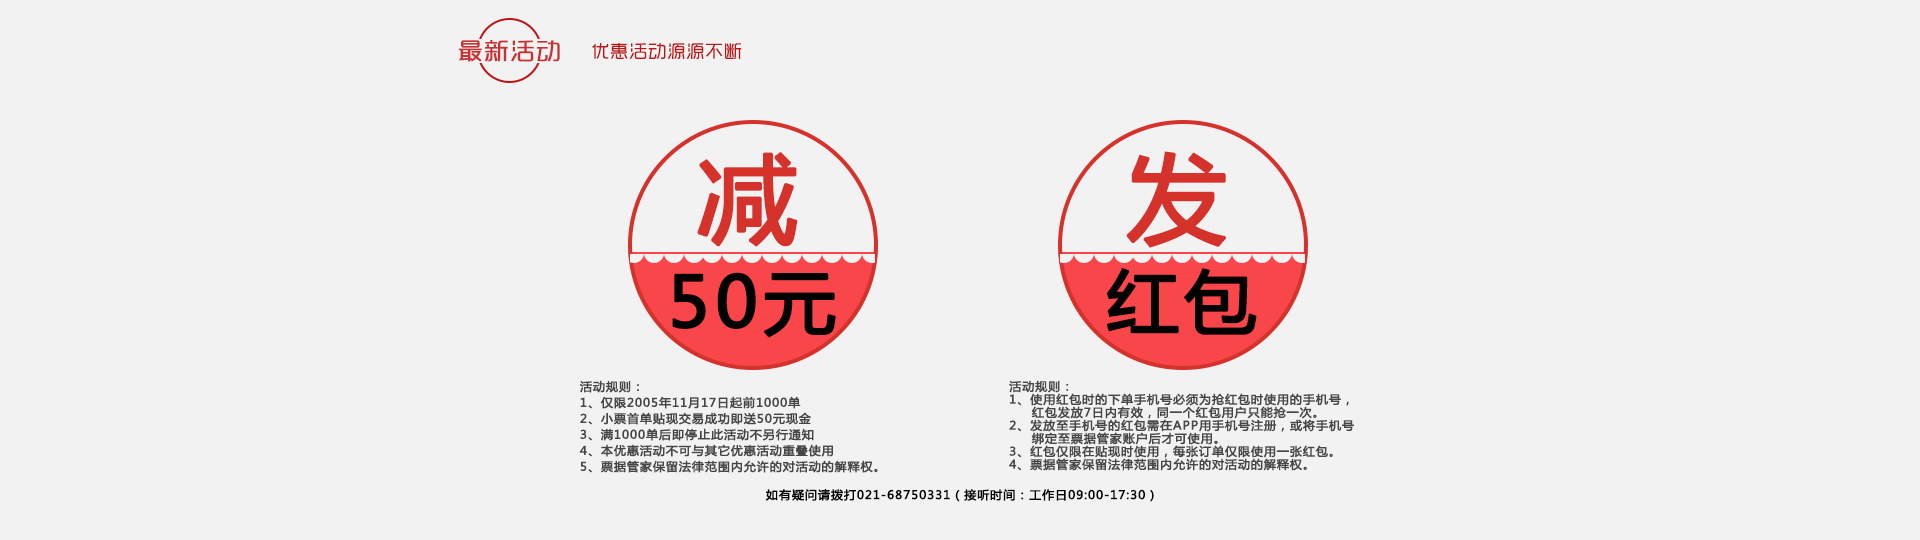 最新活动
优惠活动源源不断
减
50元
活动规则：
1、仅限2005年11月17日起前1000单
2、小票首单贴现交易成功即送50元现金
3、满1000单后即停止此活动不另行通知
4、本优惠活动不可与其它优惠活动重叠使用
5、票据管家保留法律范围内允许的对活动的解释权。
发
红包
活动规则：
1、使用红包时的下单手机号必须为抢红包时使用的手机号，
红包发放7日内有效，同一个红包用户只能抢一次。
2、发放至手机号的红包需在APP用手机号注册，或将手机号
绑定至票据管家账户后才可使用。
3、红包仅限在贴现时使用，每张订单仅限使用一张红包。
4、票据管家保留法律范围内允许的对活动的解释权。
如有疑问请拨打021-68750331（接听时间：工作日09:00-17:30）